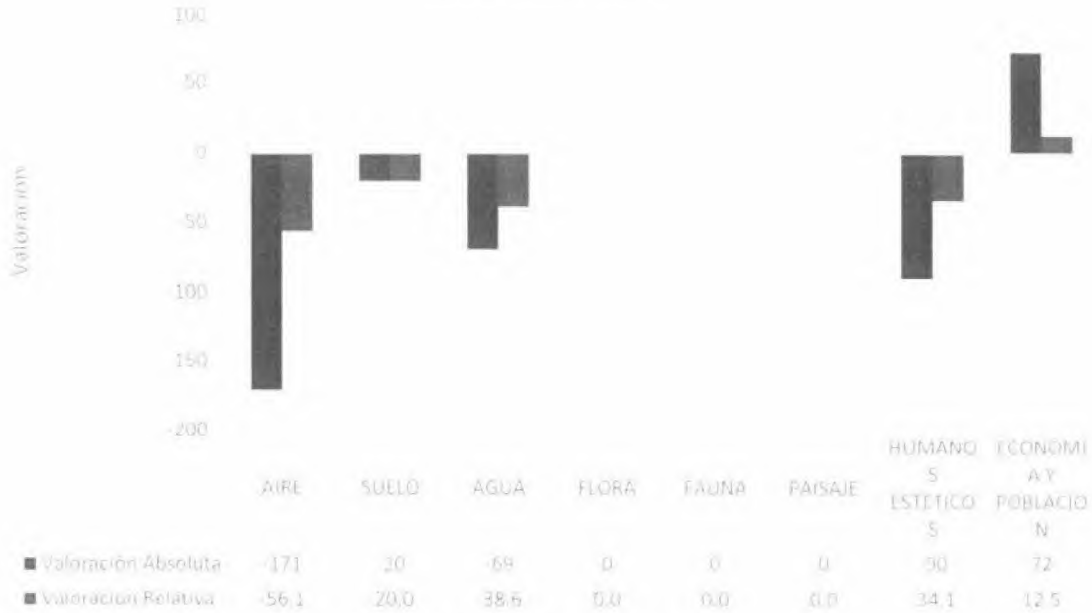 100
50
0
Valoración
-50
-100
-150
-200
AIRE SUELO AGUA FLORA FAUNA PAISAJE HUMANO ECONOMI
S A Y
ESTETICO POBLACIO
S N
Valoración Absoluta -171 -20 -69 0 0 0 -90 72
Valoración Relativa -56.1 -20.0 -38.6 0.0 0.0 0.0 -34.1 12.5